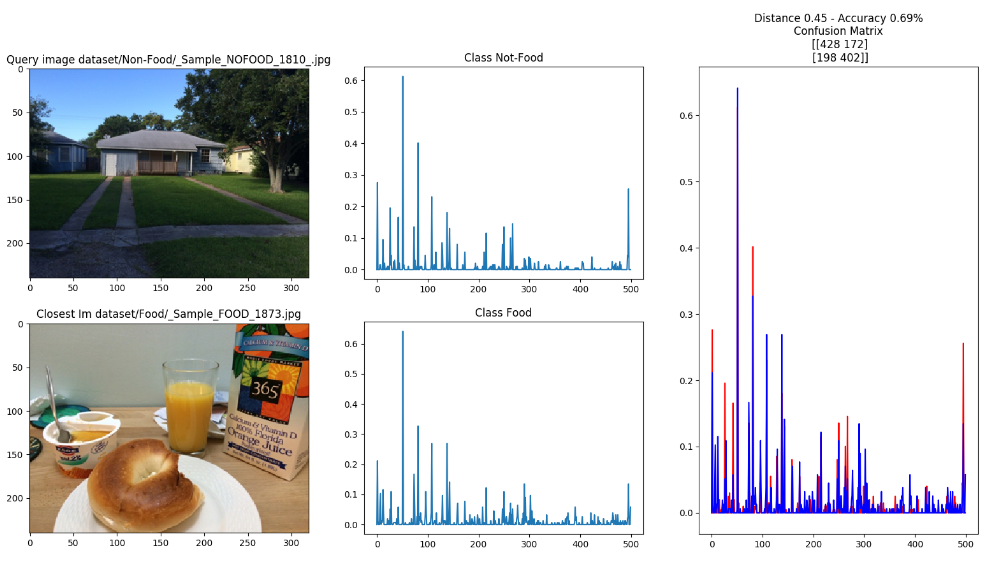 Distance 0.45 - Accuracy 0.69%
Confusion Matrix
[[428 172]
[198 402]]
Query image dataset/Non-Food/_Sample_NOFOOD_1810_.jpg
0
50
100
150
200
0 50 100 150 200 250 300
Class Not-Food
0.6
0.5
0.4
0.3
0.2
0.1
0.0
0 100 200 300 400 500
Closest Im dataset/Food/_Sample_FOOD_1873.jpg
0
50
100
150
200
0 50 100 150 200 250 300
365
Calcium & Vitamin D
100% Florida
Orange Juice
Class Food
0.6
0.5
0.4
0.3
0.2
0.1
0.0
0 100 200 300 400 500
0.6
0.5
0.4
0.3
0.2
0.1
0.0
0 100 200 300 400 500